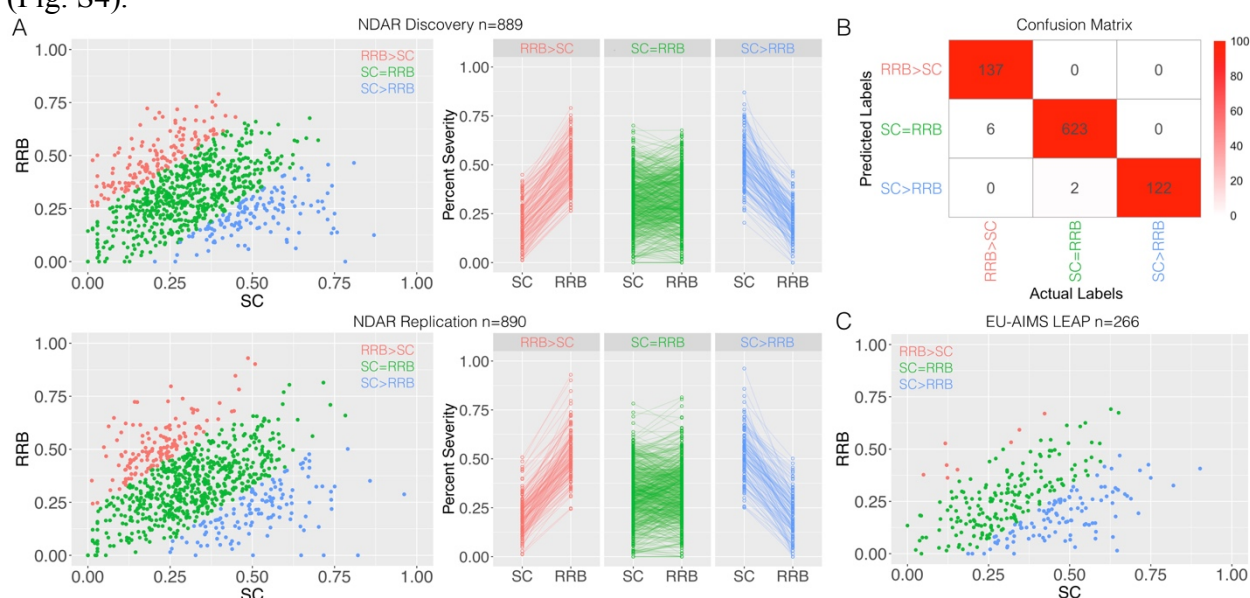 (Fig. S4).
A
NDAR Discovery n=889
RRB>SC
SC=RRB
SC>RRB
1.00
0.75
0.50
0.25
0.00
RRB
0.00 0.25 0.50 0.75 1.00
SC
RRB>SC SC=RRB SC>RRB
1.00
0.75
0.50
0.25
0.00
Percent Severity
SC RRB SC RRB SC RRB
B
Confusion Matrix
Predicted Labels
RRB>SC 137 0 0
SC=RRB 6 623 0
SC>RRB 0 2 122
RRB>SC SC=RRB SC>RRB
Actual Labels
100
80
60
40
20
0
NDAR Replication n=890
RRB>SC
SC=RRB
SC>RRB
1.00
0.75
0.50
0.25
0.00
RRB
0.00 0.25 0.50 0.75 1.00
SC
RRB>SC SC=RRB SC>RRB
1.00
0.75
0.50
0.25
0.00
Percent Severity
SC RRB SC RRB SC RRB
C
EU-AIMS LEAP n=266
RRB>SC
SC=RRB
SC>RRB
1.00
0.75
0.50
0.25
0.00
RRB
0.00 0.25 0.50 0.75 1.00
SC